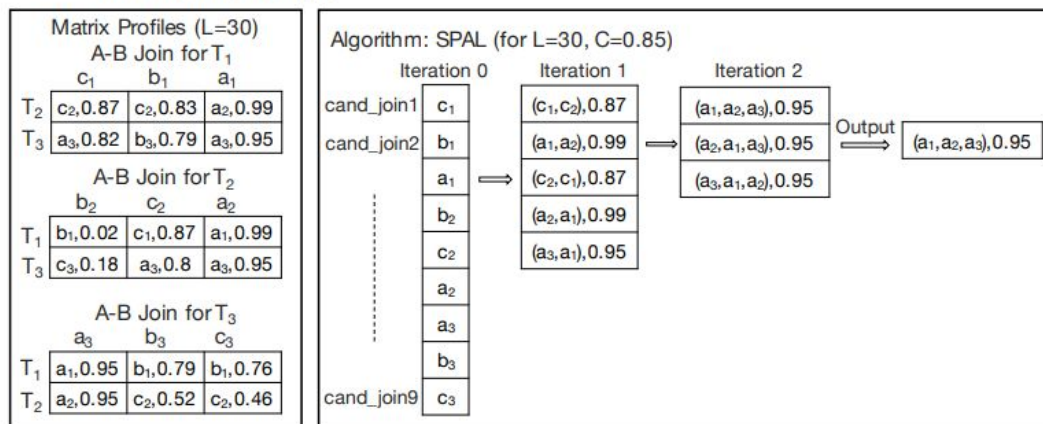 Matrix Profiles (L=30)
A-B Join for T₁
c₁ b₁ a₁
T₂ c₂,0.87 c₂,0.83 a₂,0.99
T₃ a₃,0.82 b₃,0.79 a₃,0.95
A-B Join for T₂
b₂ c₂ a₂
T₁ b₁,0.02 c₁,0.87 a₁,0.99
T₃ c₃,0.18 a₃,0.8 a₃,0.95
A-B Join for T₃
a₃ b₃ c₃
T₁ a₁,0.95 b₁,0.79 b₁,0.76
T₂ a₂,0.95 c₂,0.52 c₂,0.46
Algorithm: SPAL (for L=30, C=0.85)
Iteration 0
cand_join1 c₁
cand_join2 b₁
a₁
b₂
c₂
a₂
a₃
b₃
cand_join9 c₃
Iteration 1
(c₁,c₂),0.87
(a₁,a₂),0.99
(c₂,c₁),0.87
(a₂,a₁),0.99
(a₃,a₁),0.95
Iteration 2
(a₁,a₂,a₃),0.95
(a₂,a₁,a₃),0.95
(a₃,a₁,a₂),0.95
Output
(a₁,a₂,a₃),0.95